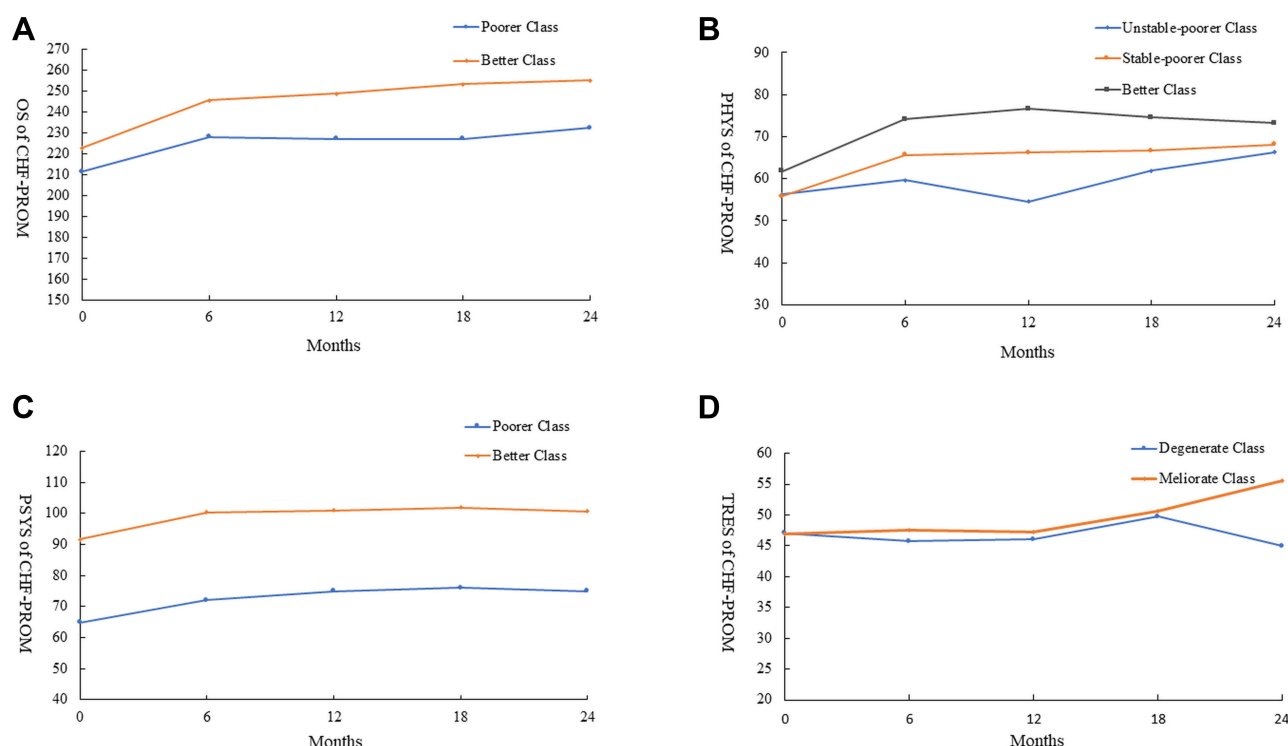 A
Poorer Class
Better Class
270
260
250
240
230
220
210
200
190
180
170
160
150
OS of CHF-PROM
0 6 12 18 24
Months
B
Unstable-poorer Class
Stable-poorer Class
Better Class
90
80
70
60
50
40
30
PHYS of CHF-PROM
0 6 12 18 24
Months
C
Poorer Class
Better Class
120
110
100
90
80
70
60
50
40
PSYS of CHF-PROM
0 6 12 18 24
Months
D
Degenerate Class
Meliorate Class
60
55
50
45
40
35
30
25
20
TRES of CHF-PROM
0 6 12 18 24
Months